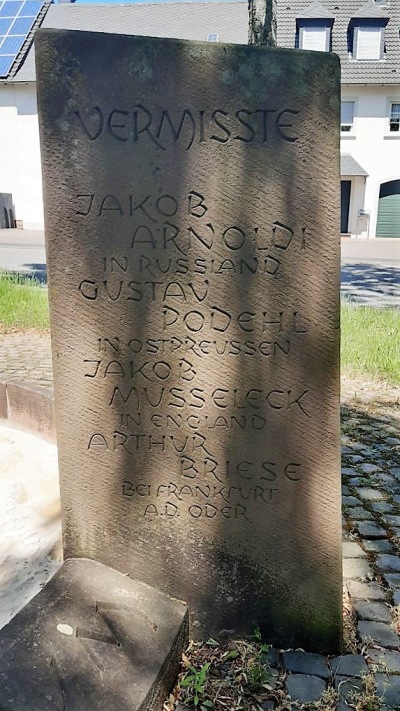 VERMISSTE
JAKOB
ARNOLDI
IN RUSSLAND
GUSTAV
PODEHL
IN OSTPREUSSEN
JAKOB
MUSSELECK
IN ENGLAND
ARTHUR
BRIESE
BEI FRANKFURT
A.D. ODER